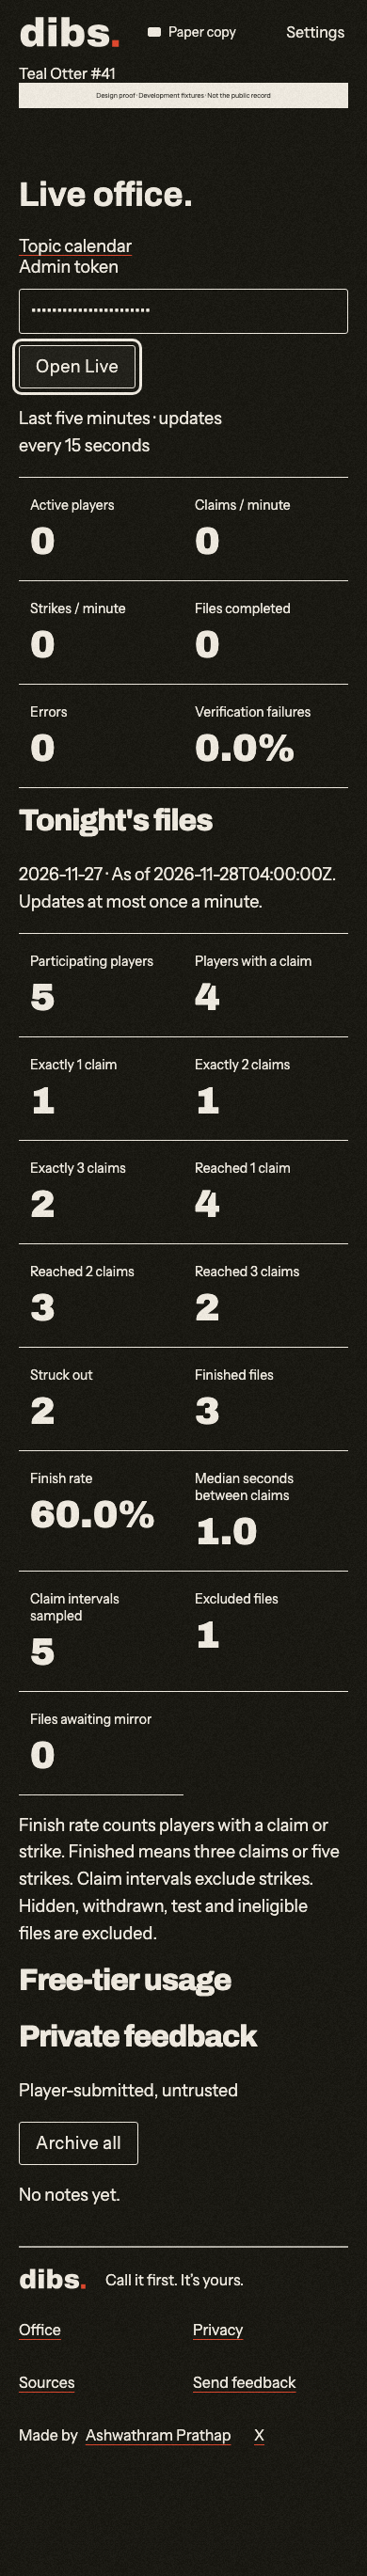 dibs.
Paper copy
Settings
Teal Otter #41
Design proof · Development fixtures · Not the public record
Live office.
Topic calendar
Admin token
Open Live
Last five minutes · updates
every 15 seconds
Active players
Claims / minute
0
0
Strikes / minute
Files completed
0
0
Errors
Verification failures
0
0.0%
Tonight's files
2026-11-27 · As of 2026-11-28T04:00:00Z.
Updates at most once a minute.
Participating players
Players with a claim
5
4
Exactly 1 claim
Exactly 2 claims
1
1
Exactly 3 claims
Reached 1 claim
2
4
Reached 2 claims
Reached 3 claims
3
2
Struck out
Finished files
2
3
Finish rate
Median seconds
between claims
60.0%
1.0
Claim intervals
sampled
Excluded files
5
1
Files awaiting mirror
0
Finish rate counts players with a claim or
strike. Finished means three claims or five
strikes. Claim intervals exclude strikes.
Hidden, withdrawn, test and ineligible
files are excluded.
Free-tier usage
Private feedback
Player-submitted, untrusted
Archive all
No notes yet.
dibs.
Call it first. It's yours.
Office
Privacy
Sources
Send feedback
Made by Ashwathram Prathap
X